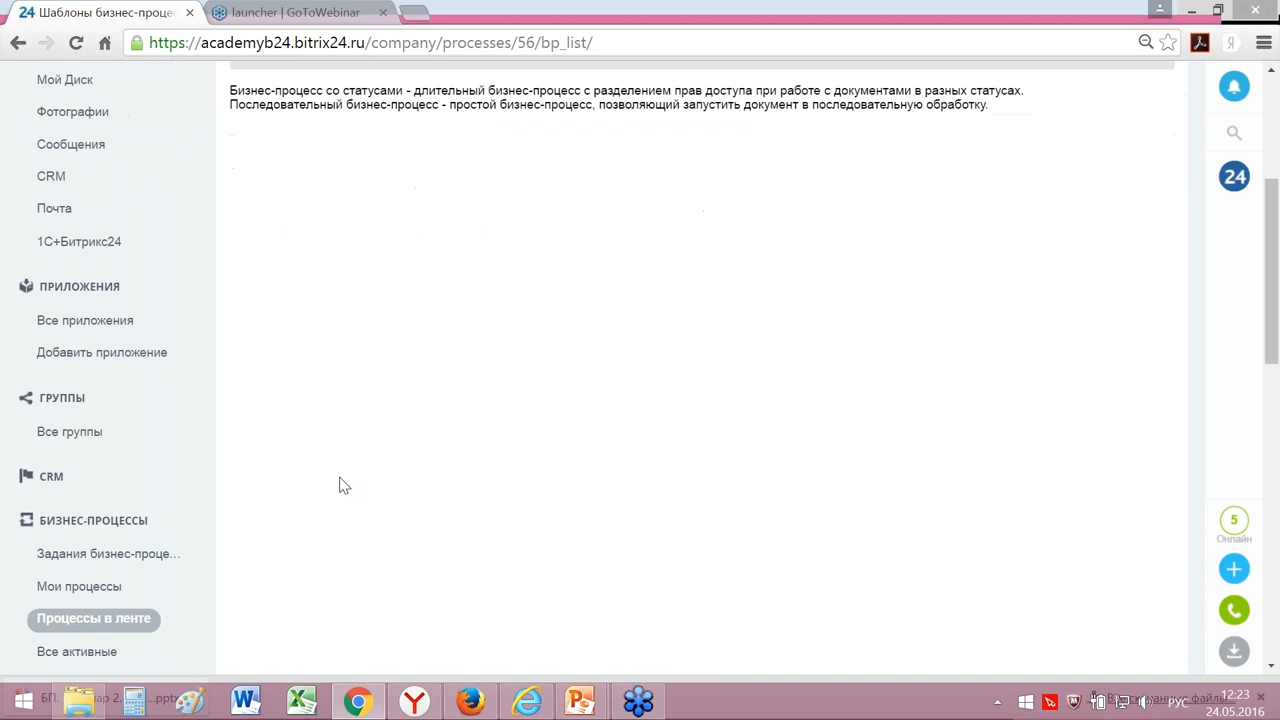 24 Шаблоны бизнес-процес
launcher | GoToWebinar
https://academyb24.bitrix24.ru/company/processes/56/bp_list/
Мой Диск
Фотографии
Сообщения
CRM
Почта
1С+Битрикс24
ПРИЛОЖЕНИЯ
Все приложения
Добавить приложение
ГРУППЫ
Все группы
CRM
БИЗНЕС-ПРОЦЕССЫ
Задания бизнес-проце...
Мои процессы
Процессы в ленте
Все активные
Бизнес-процесс со статусами - длительный бизнес-процесс с разделением прав доступа при работе с документами в разных статусах.
Последовательный бизнес-процесс - простой бизнес-процесс, позволяющий запустить документ в последовательную обработку.
24
5
Онлайн
РУС
12:23
24.05.2016